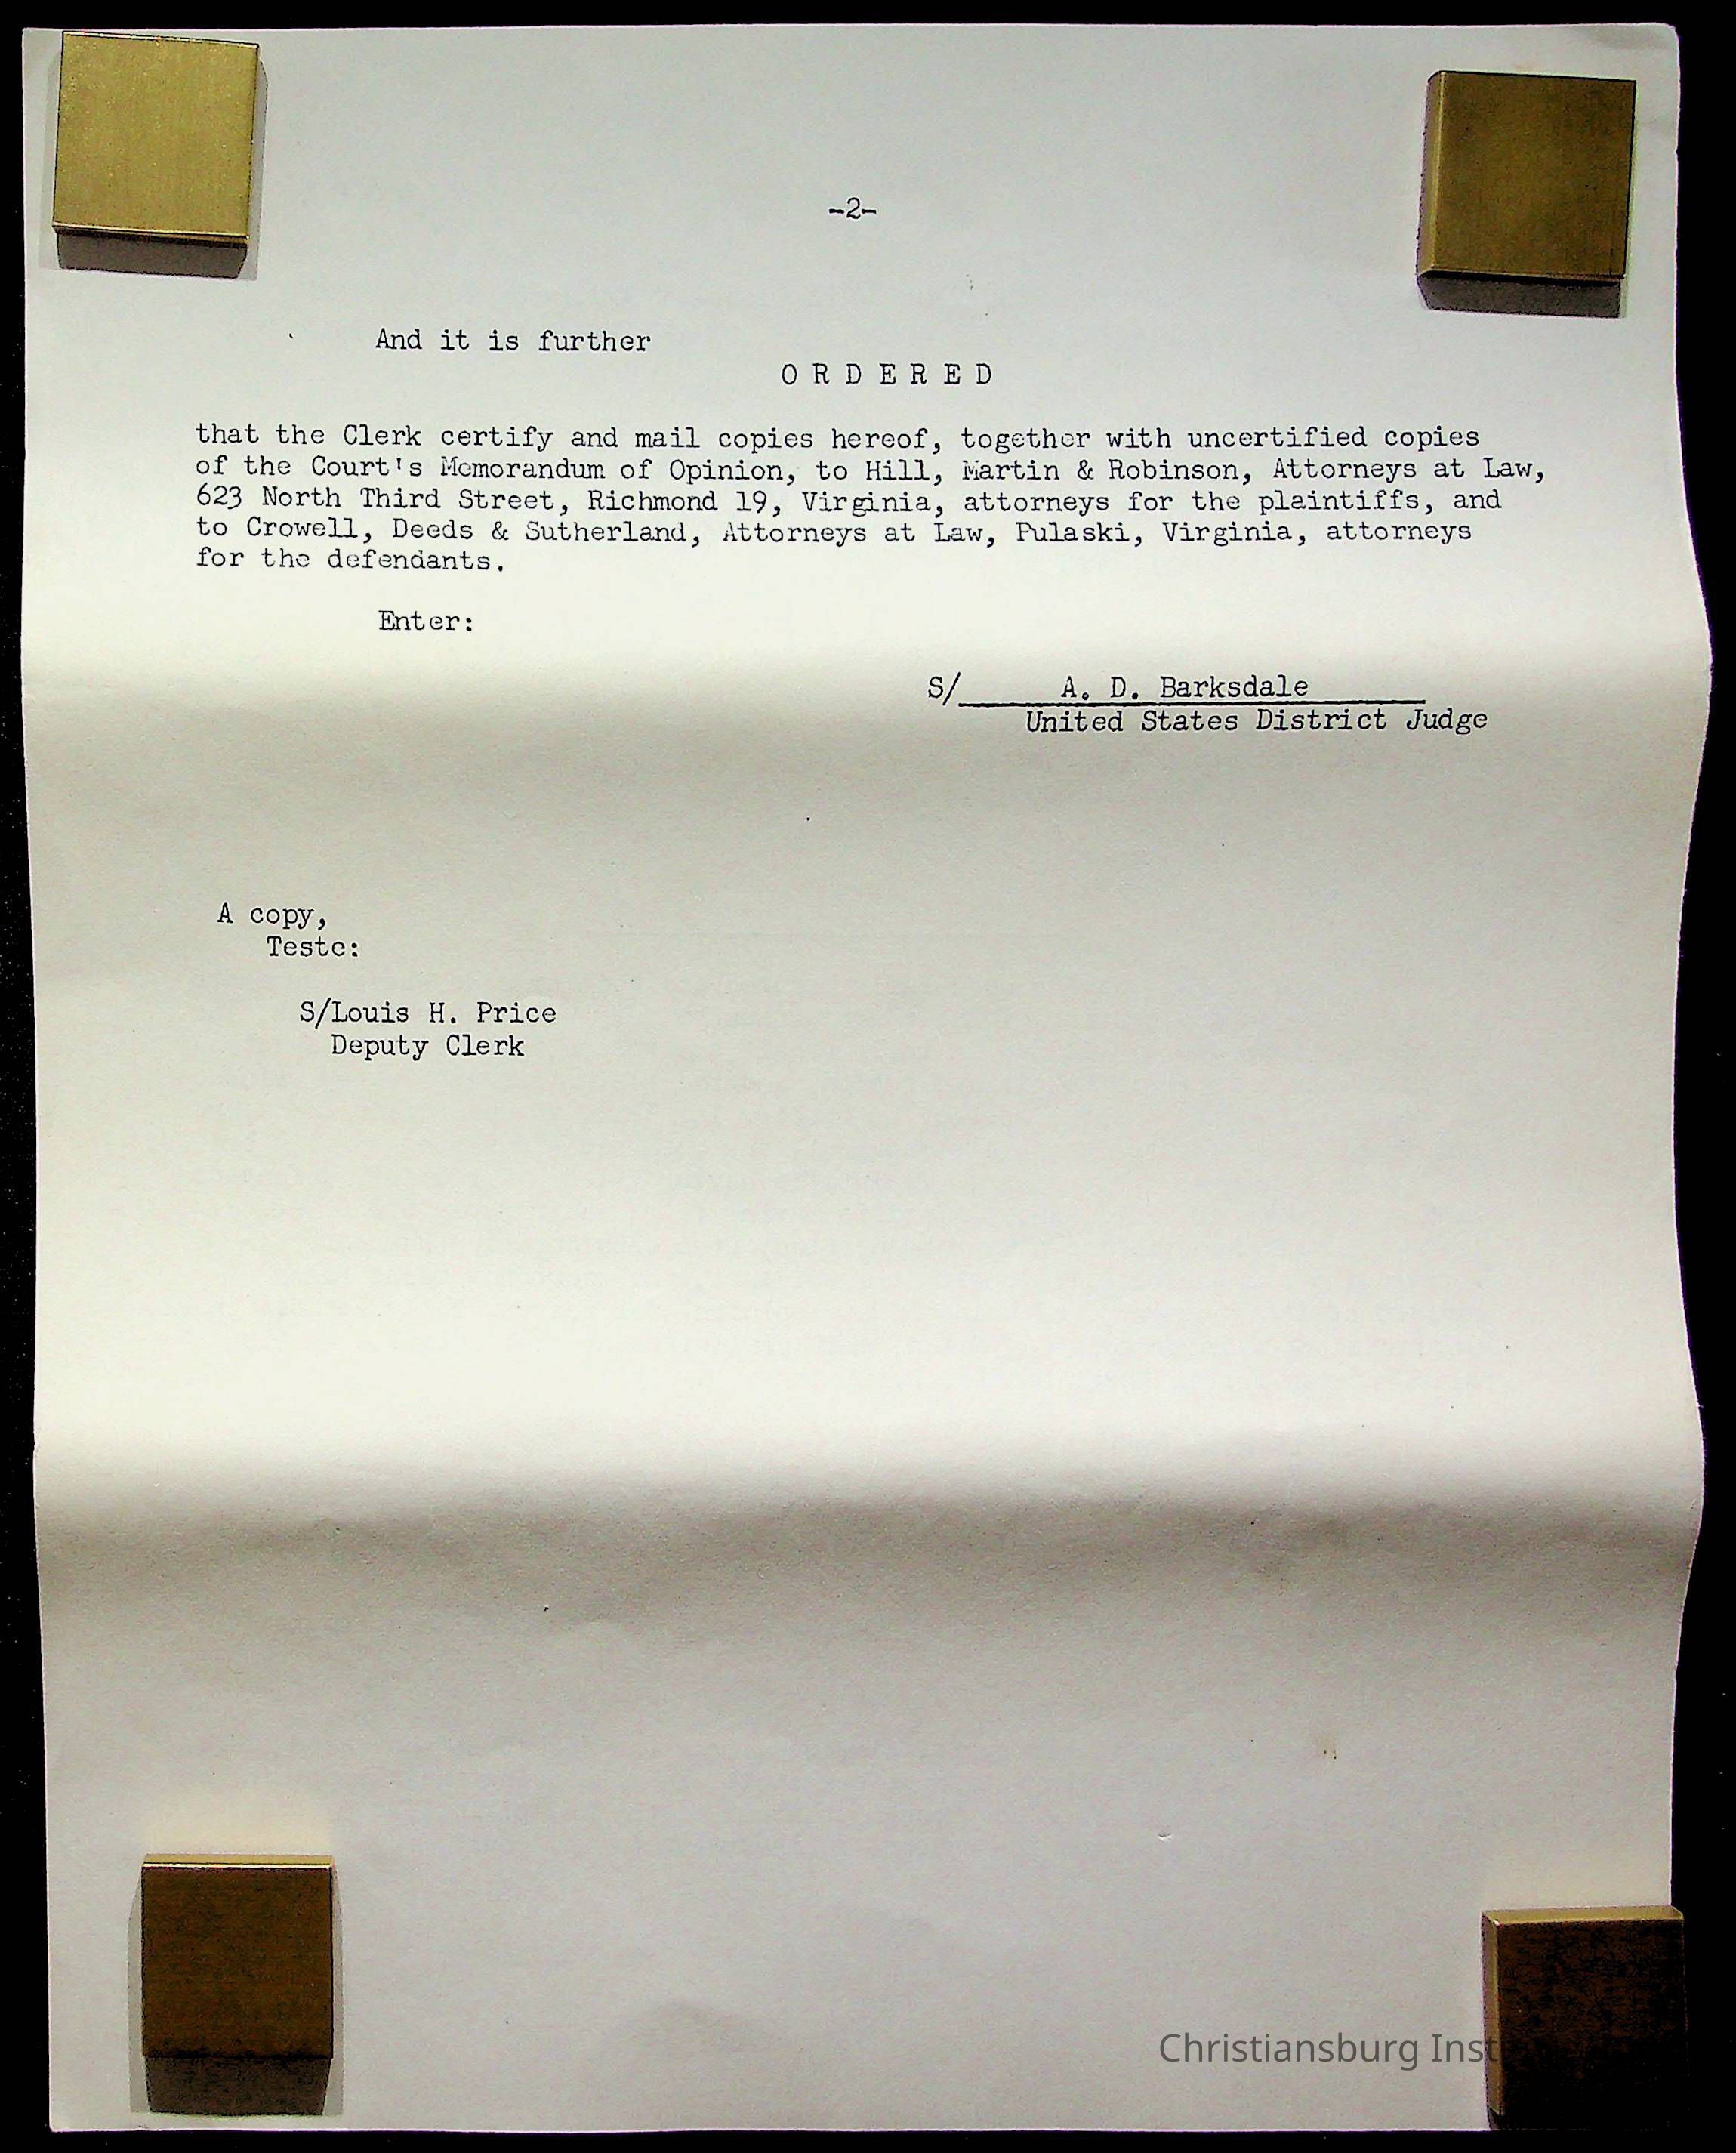 -2-
And it is further
O R D E R E D
that the Clerk certify and mail copies hereof, together with uncertified copies
of the Court's Memorandum of Opinion, to Hill, Martin & Robinson, Attorneys at Law,
623 North Third Street, Richmond 19, Virginia, attorneys for the plaintiffs, and
to Crowell, Deeds & Sutherland, Attorneys at Law, Pulaski, Virginia, attorneys
for the defendants.
Enter:
S/ A. D. Barksdale
United States District Judge
A copy,
Teste:
S/Louis H. Price
Deputy Clerk
Christiansburg